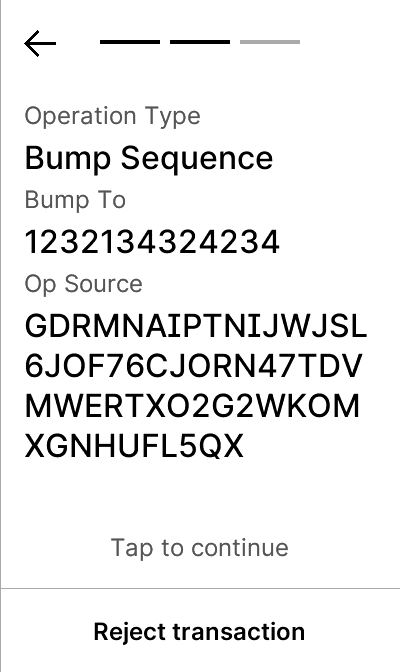 Operation Type
Bump Sequence
Bump To
1232134324234
Op Source
GDRMNAIPTNIJWJSL
6JOF76CJORN47TDV
MWERTXO2G2WKOM
XGNHUFL5QX
Tap to continue
Reject transaction